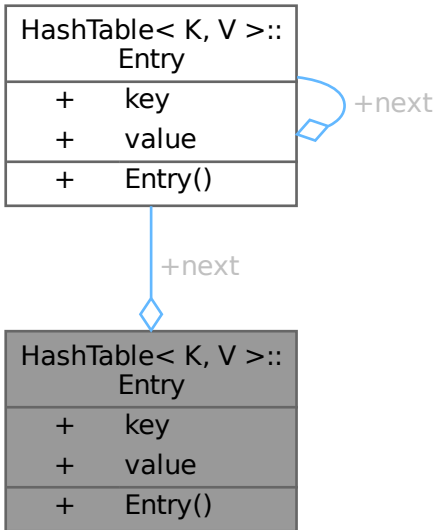 HashTable< K, V >::
Entry
+ key
+ value
+ Entry()
+next
+next
HashTable< K, V >::
Entry
+ key
+ value
+ Entry()